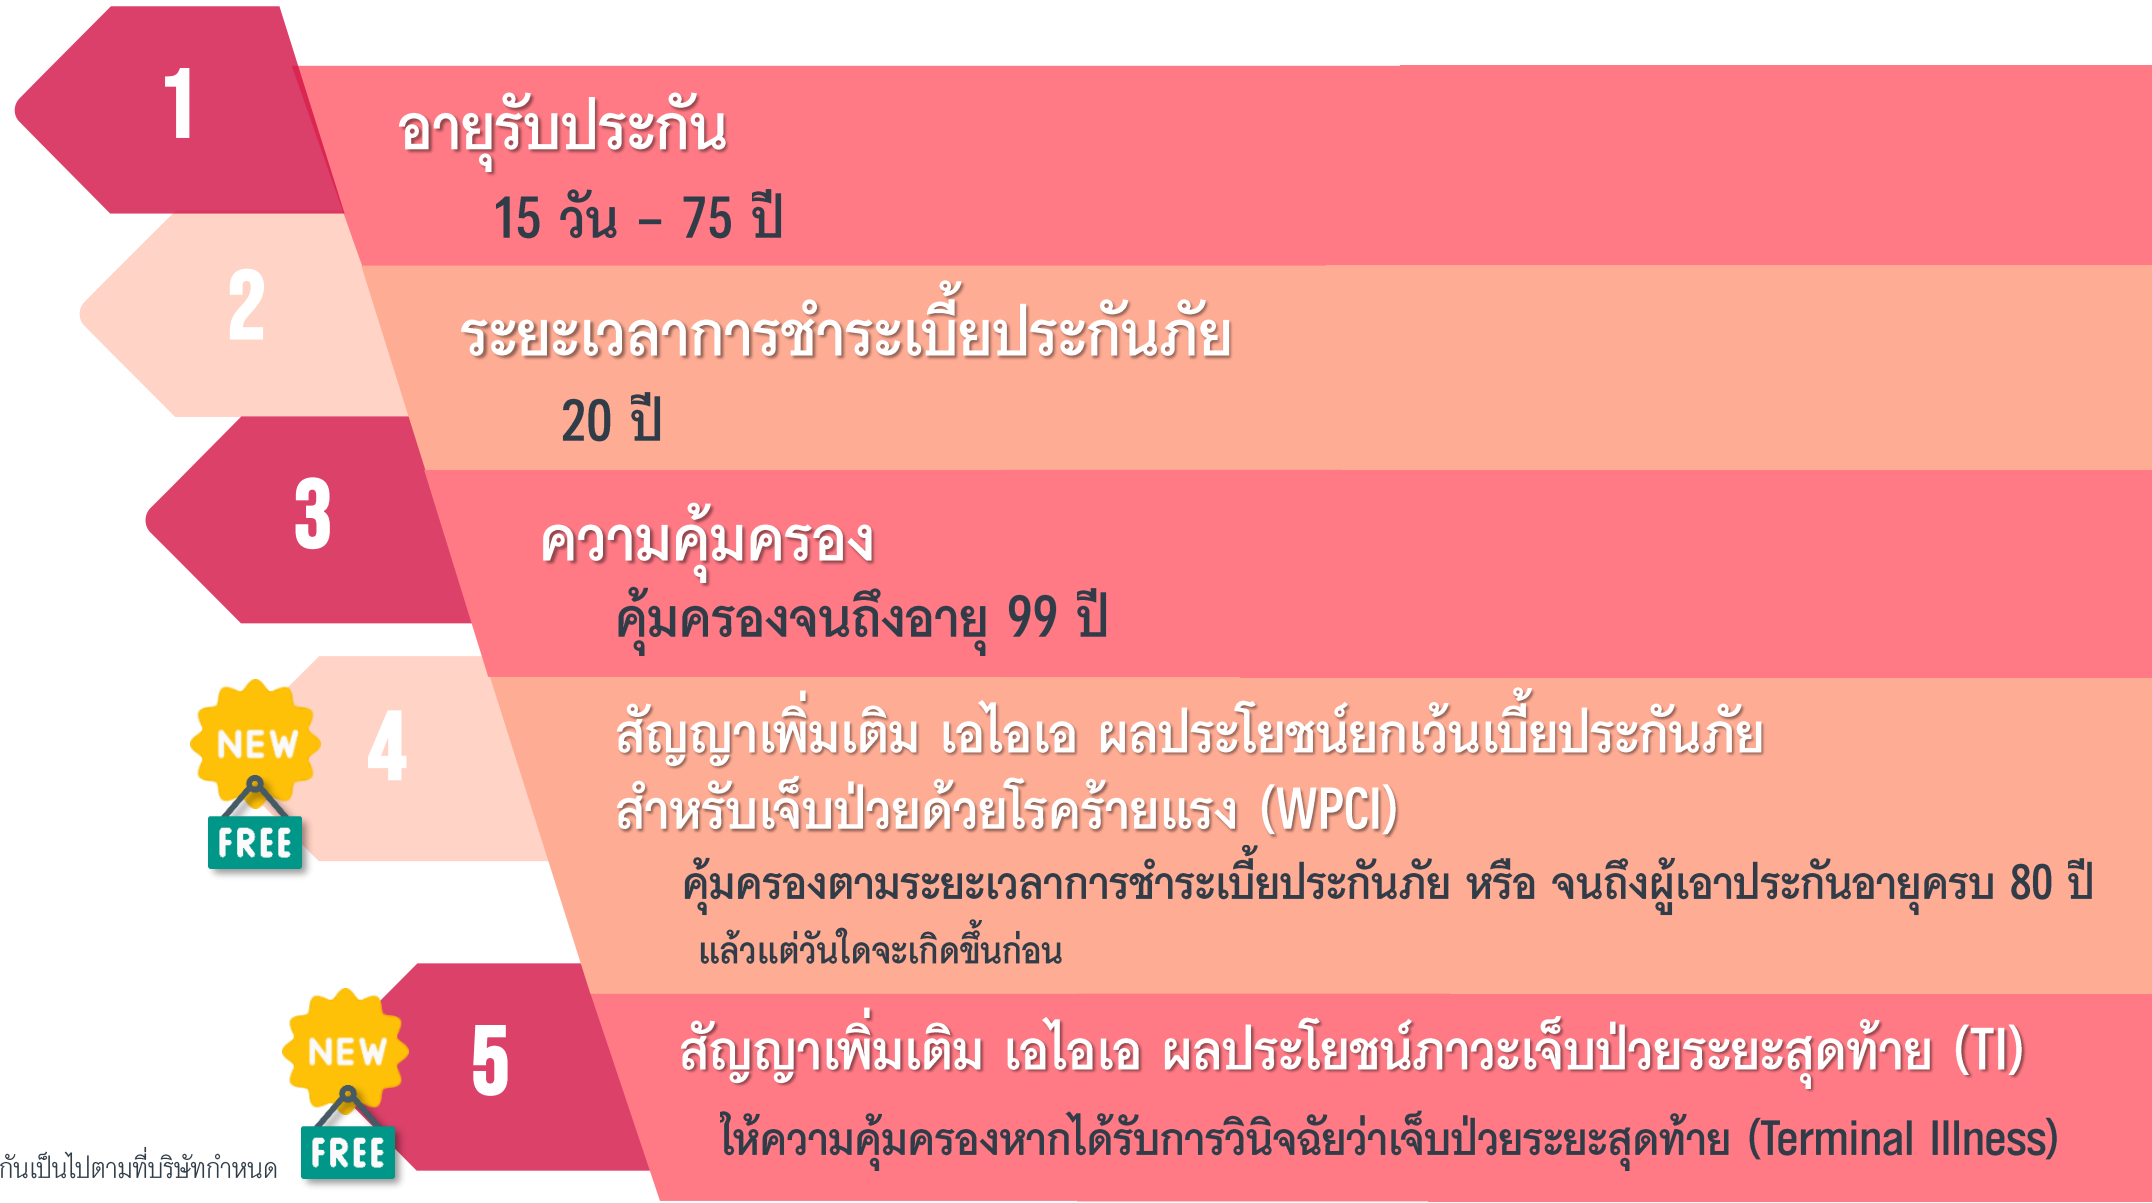 1
อายุรับประกัน
15 วัน – 75 ปี
2
ระยะเวลาการชำระเบี้ยประกันภัย
20 ปี
3
ความคุ้มครอง
คุ้มครองจนถึงอายุ 99 ปี
NEW
FREE
4
สัญญาเพิ่มเติม เอไอเอ ผลประโยชน์ยกเว้นเบี้ยประกันภัย
สำหรับเจ็บป่วยด้วยโรคร้ายแรง (WPCI)
คุ้มครองตามระยะเวลาการชำระเบี้ยประกันภัย หรือ จนถึงผู้เอาประกันอายุครบ 80 ปี
แล้วแต่วันใดจะเกิดขึ้นก่อน
NEW
FREE
5
สัญญาเพิ่มเติม เอไอเอ ผลประโยชน์ภาวะเจ็บป่วยระยะสุดท้าย (TI)
ให้ความคุ้มครองหากได้รับการวินิจฉัยว่าเจ็บป่วยระยะสุดท้าย (Terminal Illness)
กันเป็นไปตามที่บริษัทกำหนด